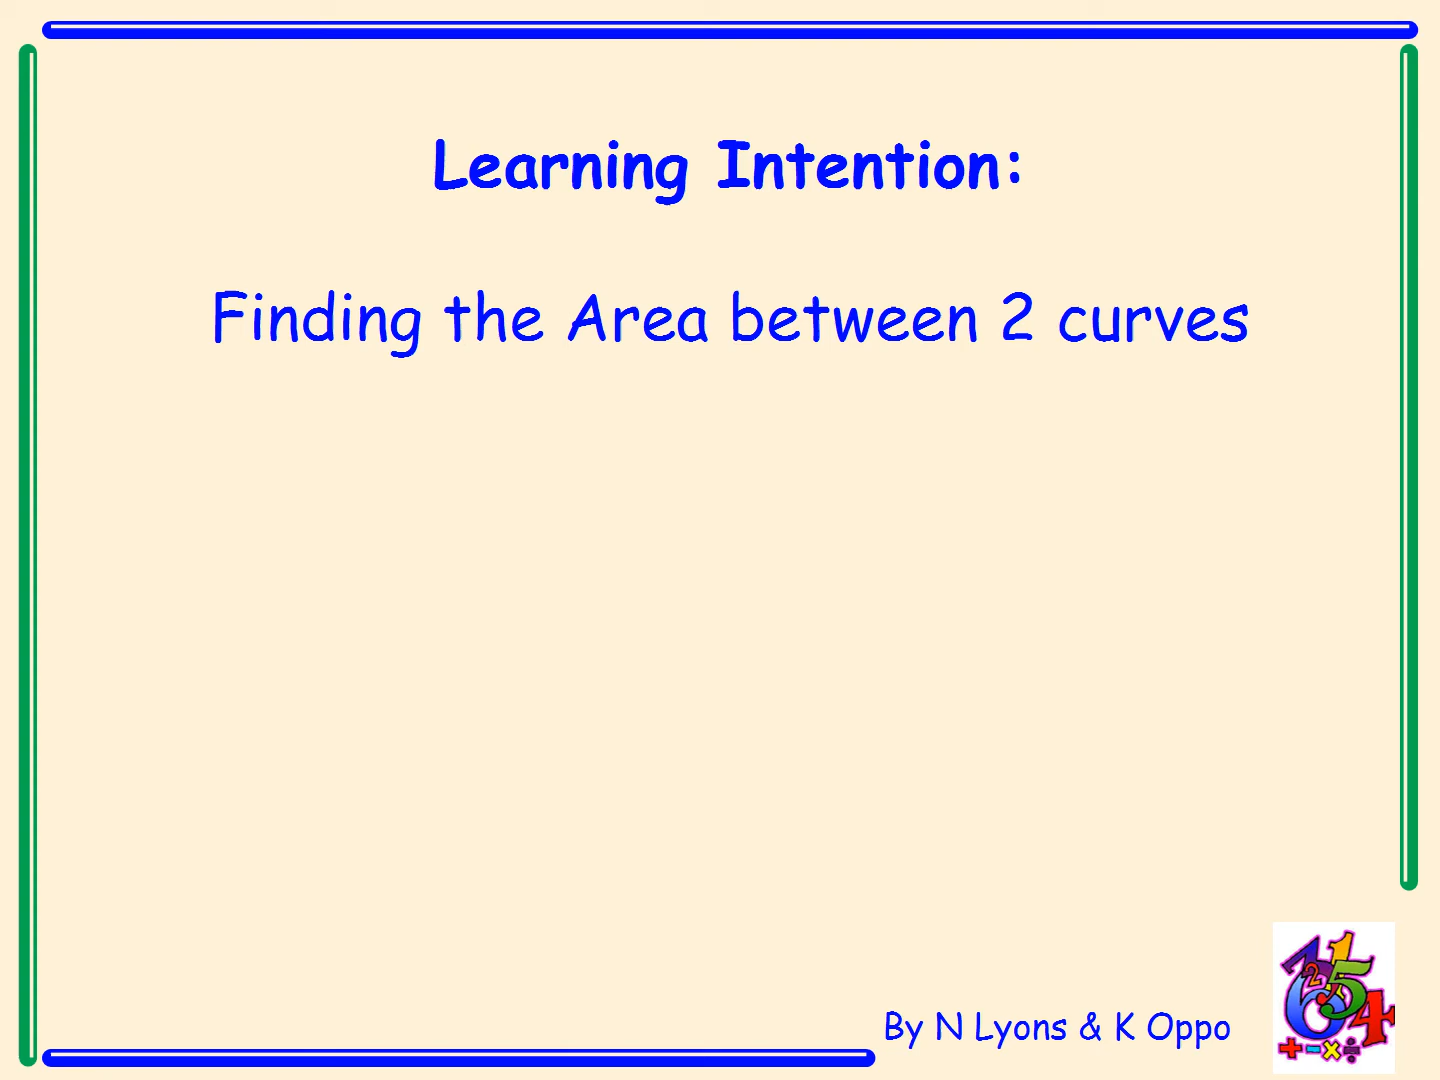 Learning Intention:
Finding the Area between 2 curves
By N Lyons & K Oppo